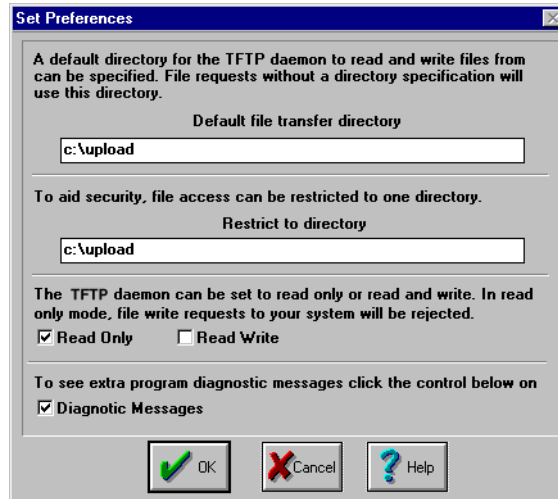 Set Preferences
A default directory for the TFTP daemon to read and write files from
can be specified. File requests without a directory specification will
use this directory.
Default file transfer directory
c:\upload
To aid security, file access can be restricted to one directory.
Restrict to directory
c:\upload
The TFTP daemon can be set to read only or read and write. In read
only mode, file write requests to your system will be rejected.
Read Only Read Write
To see extra program diagnostic messages click the control below on
Diagnotic Messages
OK Cancel Help